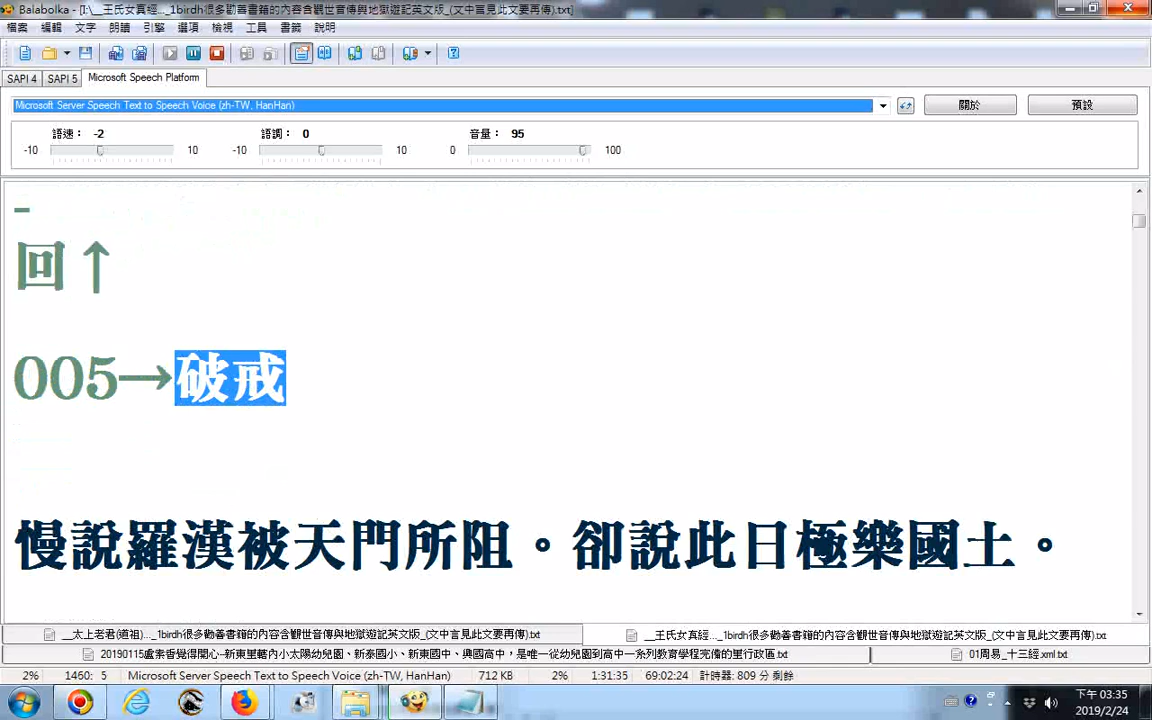 Balabolka - [I:\__王氏女真經..._1birdh很多勸善書籍的內容含觀世音傳與地獄遊記英文版_(文中言見此文要再傳).txt]
檔案 編輯 文字 朗讀 引擎 選項 檢視 工具 書籤 說明
SAPI 4 SAPI 5 Microsoft Speech Platform
Microsoft Server Speech Text to Speech Voice (zh-TW, HanHan)
關於 預設
語速： -2 語調： 0 音量： 95
-10 10 -10 10 0 100
-
回↑
005→破戒
慢說羅漢被天門所阻。卻說此日極樂國土。
__太上老君(道祖)..._1birdh很多勸善書籍的內容含觀世音傳與地獄遊記英文版_(文中言見此文要再傳).txt
__王氏女真經..._1birdh很多勸善書籍的內容含觀世音傳與地獄遊記英文版_(文中言見此文要再傳).txt
20190115盧素香覺得開心--新東里轄內小太陽幼兒園、新泰國小、新東國中、興國高中，是唯一從幼兒園到高中一系列教育學程完備的里行政區.txt
01周易_十三經.xml.txt
2% 1460: 5 Microsoft Server Speech Text to Speech Voice (zh-TW, HanHan) 712 KB 2% 1:31:35 69:02:24 計時器: 809 分 剩餘
下午 03:35
2019/2/24